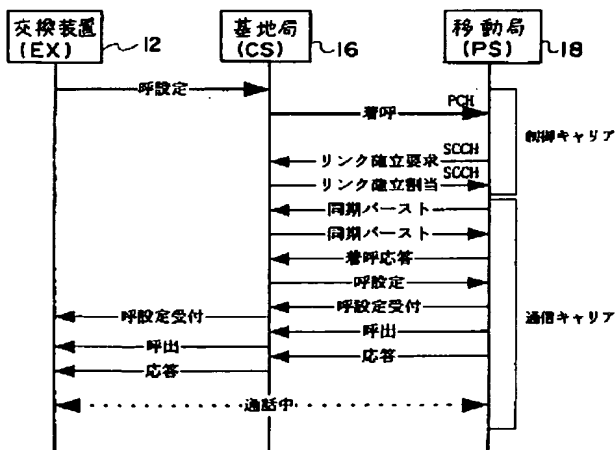 交換装置
(EX)
12
基地局
(CS)
16
移動局
(PS)
18
呼設定
着呼
PCH
リンク確立要求
SCCH
リンク確立割当
SCCH
制御キャリア
同期バースト
同期バースト
着呼応答
呼設定
呼設定受付
呼設定受付
呼出
呼出
応答
応答
通信キャリア
通話中